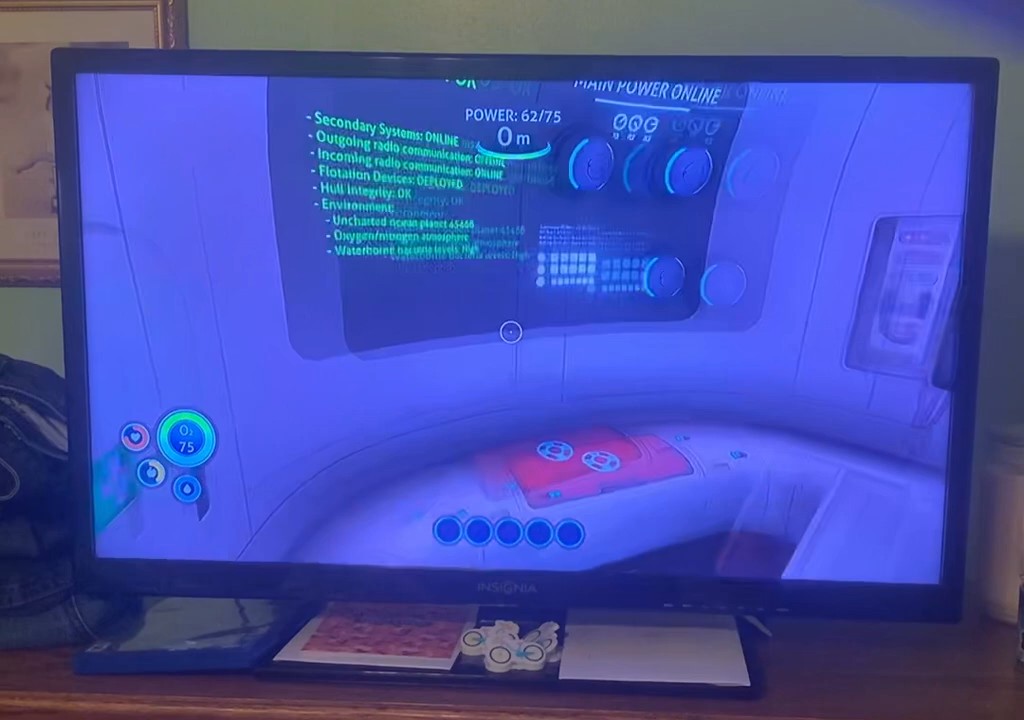 MAIN POWER ONLINE
POWER: 62/75
0 m
- Secondary Systems: ONLINE
- Outgoing radio communication: OFFLINE
- Incoming radio communication: ONLINE
- Flotation Devices: DEPLOYED
- Hull Integrity: OK
- Environment:
- Uncharted ocean planet 4546B
- Oxygen/nitrogen atmosphere
- Waterborne bacteria levels: High
O₂
75
INSIGNIA